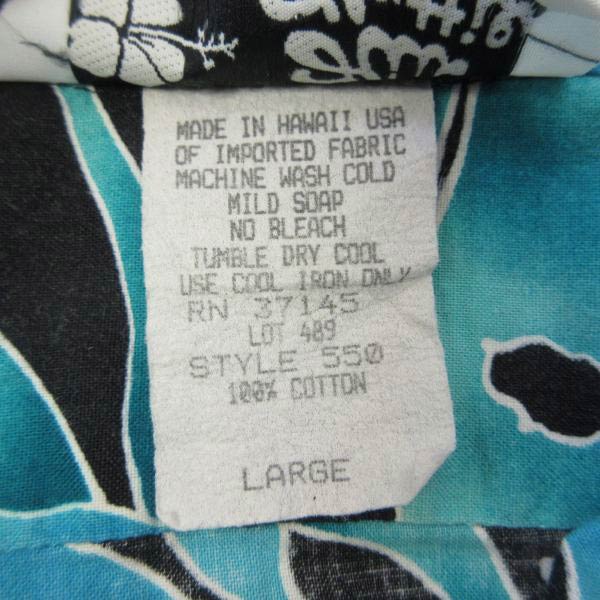 MADE IN HAWAII USA
OF IMPORTED FABRIC
MACHINE WASH COLD
MILD SOAP
NO BLEACH
TUMBLE DRY COOL
USE COOL IRON ONLY
RN 37145
LOT 489
STYLE 550
100% COTTON
LARGE